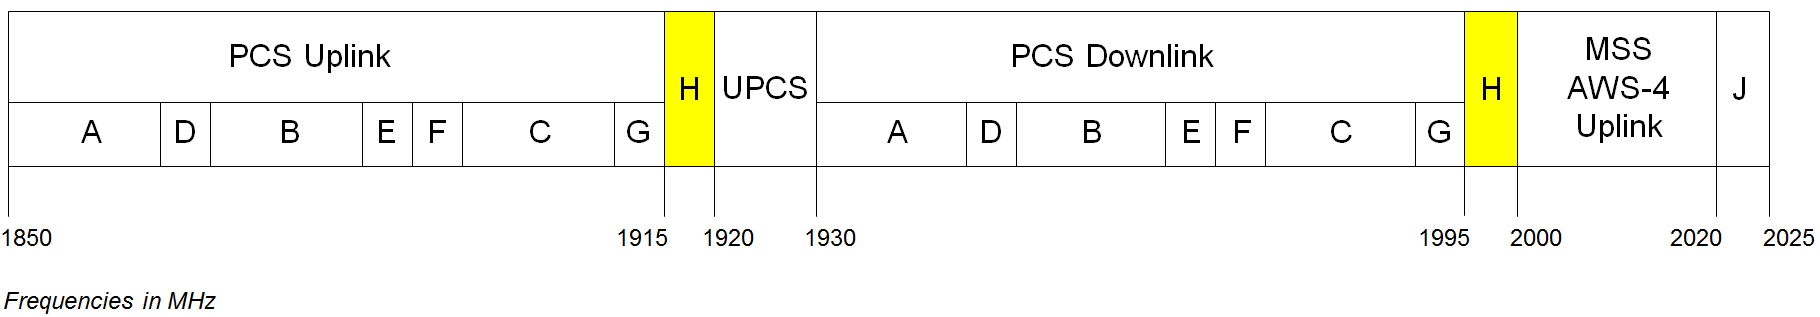 PCS Uplink
H
UPCS
PCS Downlink
H
MSS
AWS-4
Uplink
J
A
D
B
E
F
C
G
A
D
B
E
F
C
G
1850
1915
1920
1930
1995
2000
2020
2025
Frequencies in MHz